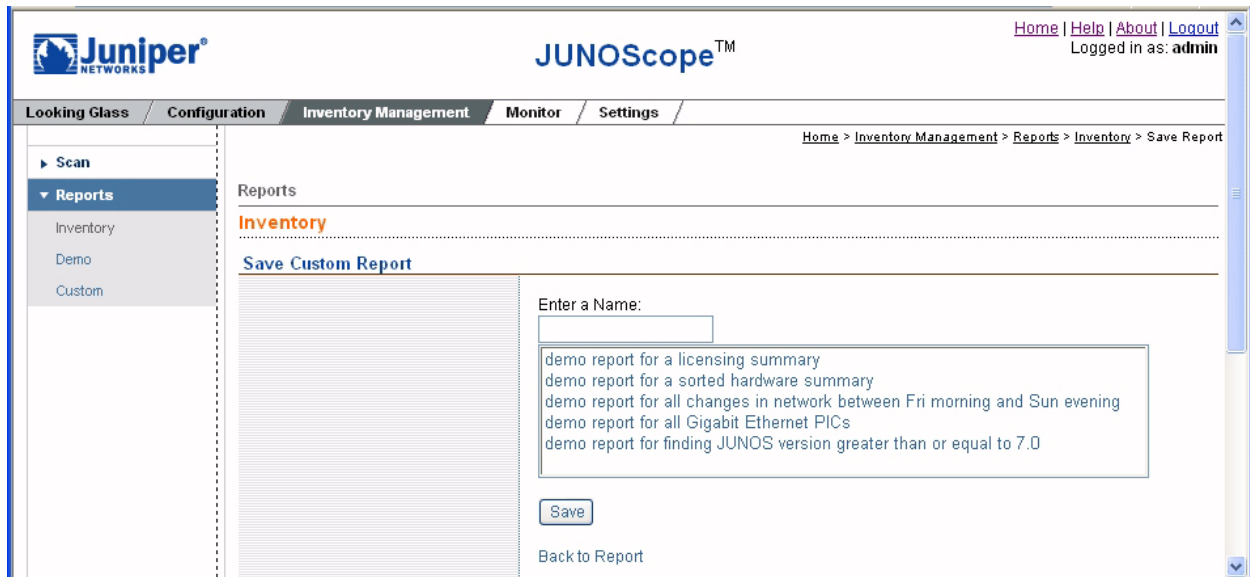 Home | Help | About | Logout
Juniper®
NETWORKS
JUNOScope™
Logged in as: admin
Looking Glass / Configuration / Inventory Management / Monitor / Settings /
Home > Inventory Management > Reports > Inventory > Save Report
Scan
Reports
Inventory
Demo
Custom
Reports
Inventory
Save Custom Report
Enter a Name:
demo report for a licensing summary
demo report for a sorted hardware summary
demo report for all changes in network between Fri morning and Sun evening
demo report for all Gigabit Ethernet PICs
demo report for finding JUNOS version greater than or equal to 7.0
Save
Back to Report